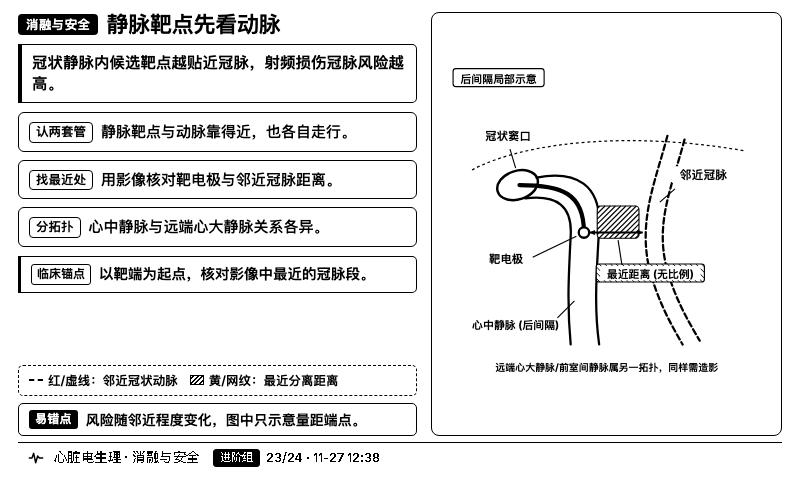 消融与安全 静脉靶点先看动脉
冠状静脉内候选靶点越贴近冠脉，射频损伤冠脉风险越
高。
认两套管 静脉靶点与动脉靠得近，也各自走行。
找最近处 用影像核对靶电极与邻近冠脉距离。
分拓扑 心中静脉与远端心大静脉关系各异。
临床锚点 以靶端为起点，核对影像中最近的冠脉段。
红/虚线：邻近冠状动脉 黄/网纹：最近分离距离
易错点 风险随邻近程度变化，图中只示意量距端点。
后间隔局部示意
冠状窦口
邻近冠脉
靶电极
最近距离 (无比例)
心中静脉 (后间隔)
远端心大静脉/前室间静脉属另一拓扑，同样需造影
心脏电生理 · 消融与安全 进阶组 23/24 · 11-27 12:38